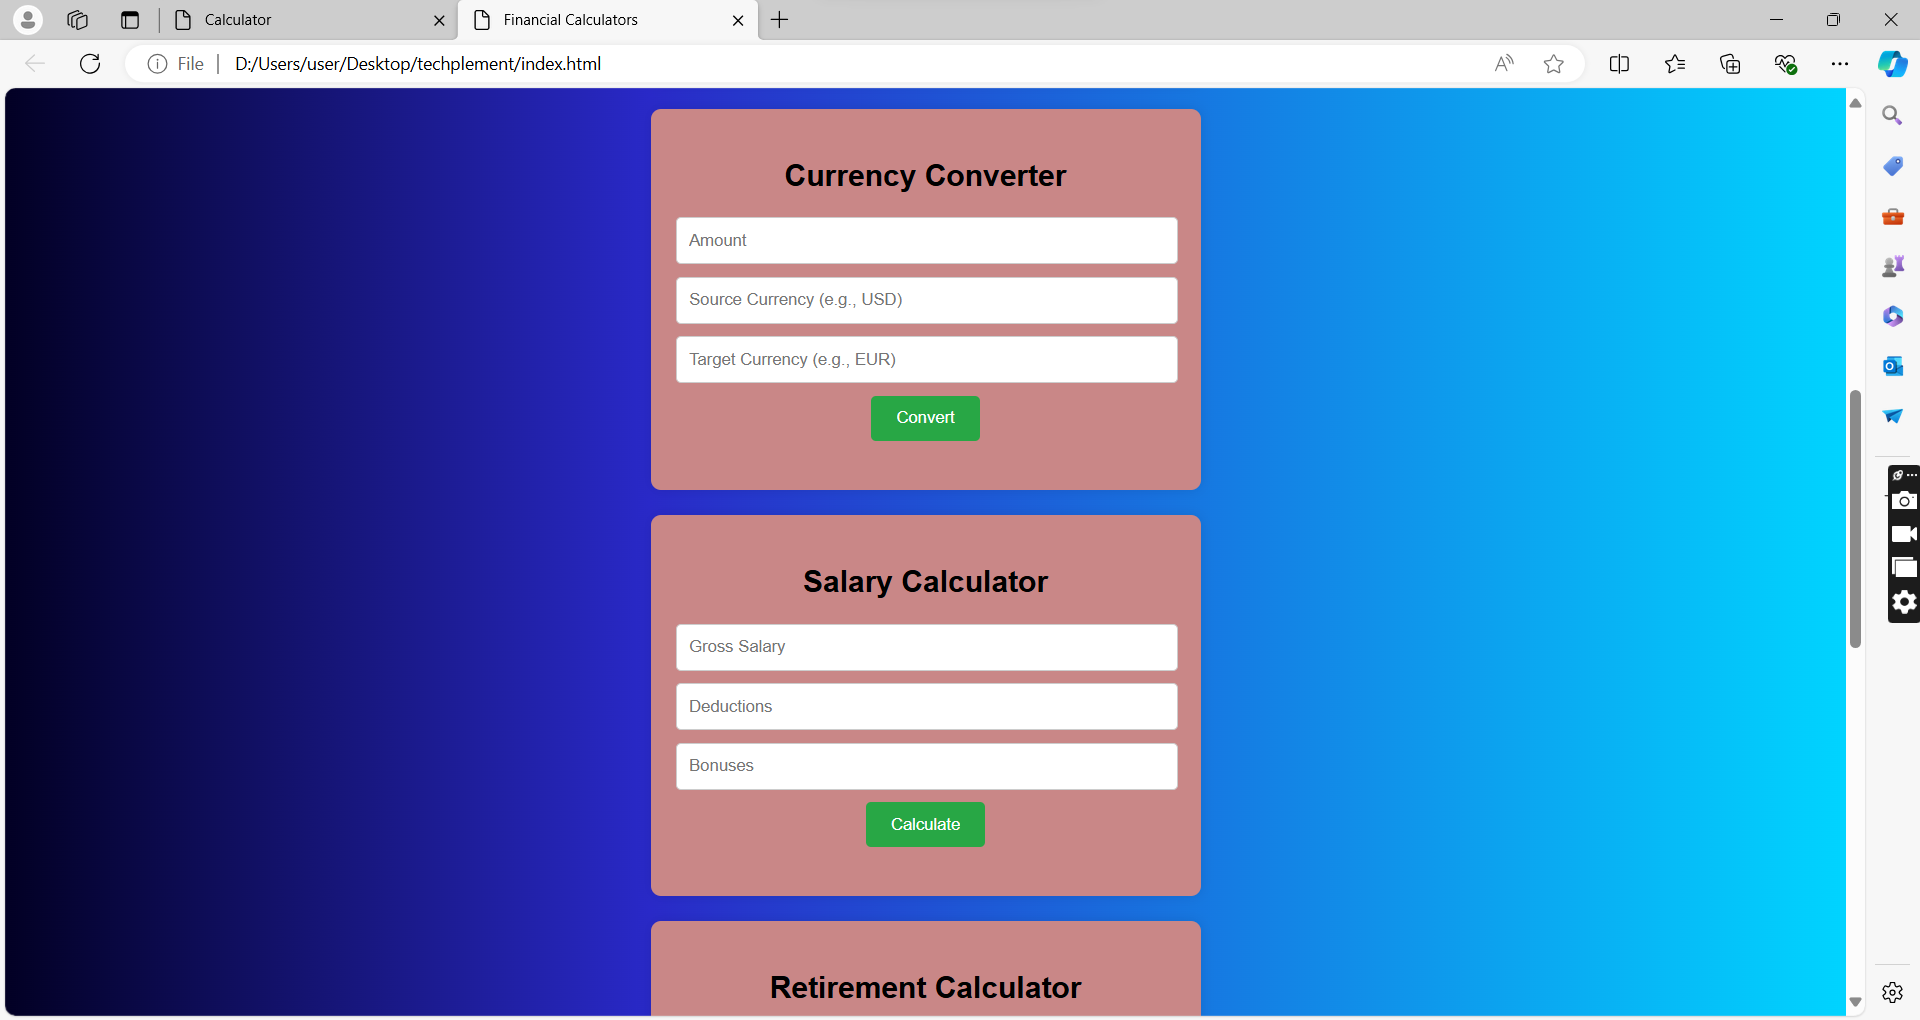 Calculator
Financial Calculators
File
D:/Users/user/Desktop/techplement/index.html
Currency Converter
Amount
Source Currency (e.g., USD)
Target Currency (e.g., EUR)
Convert
Salary Calculator
Gross Salary
Deductions
Bonuses
Calculate
Retirement Calculator